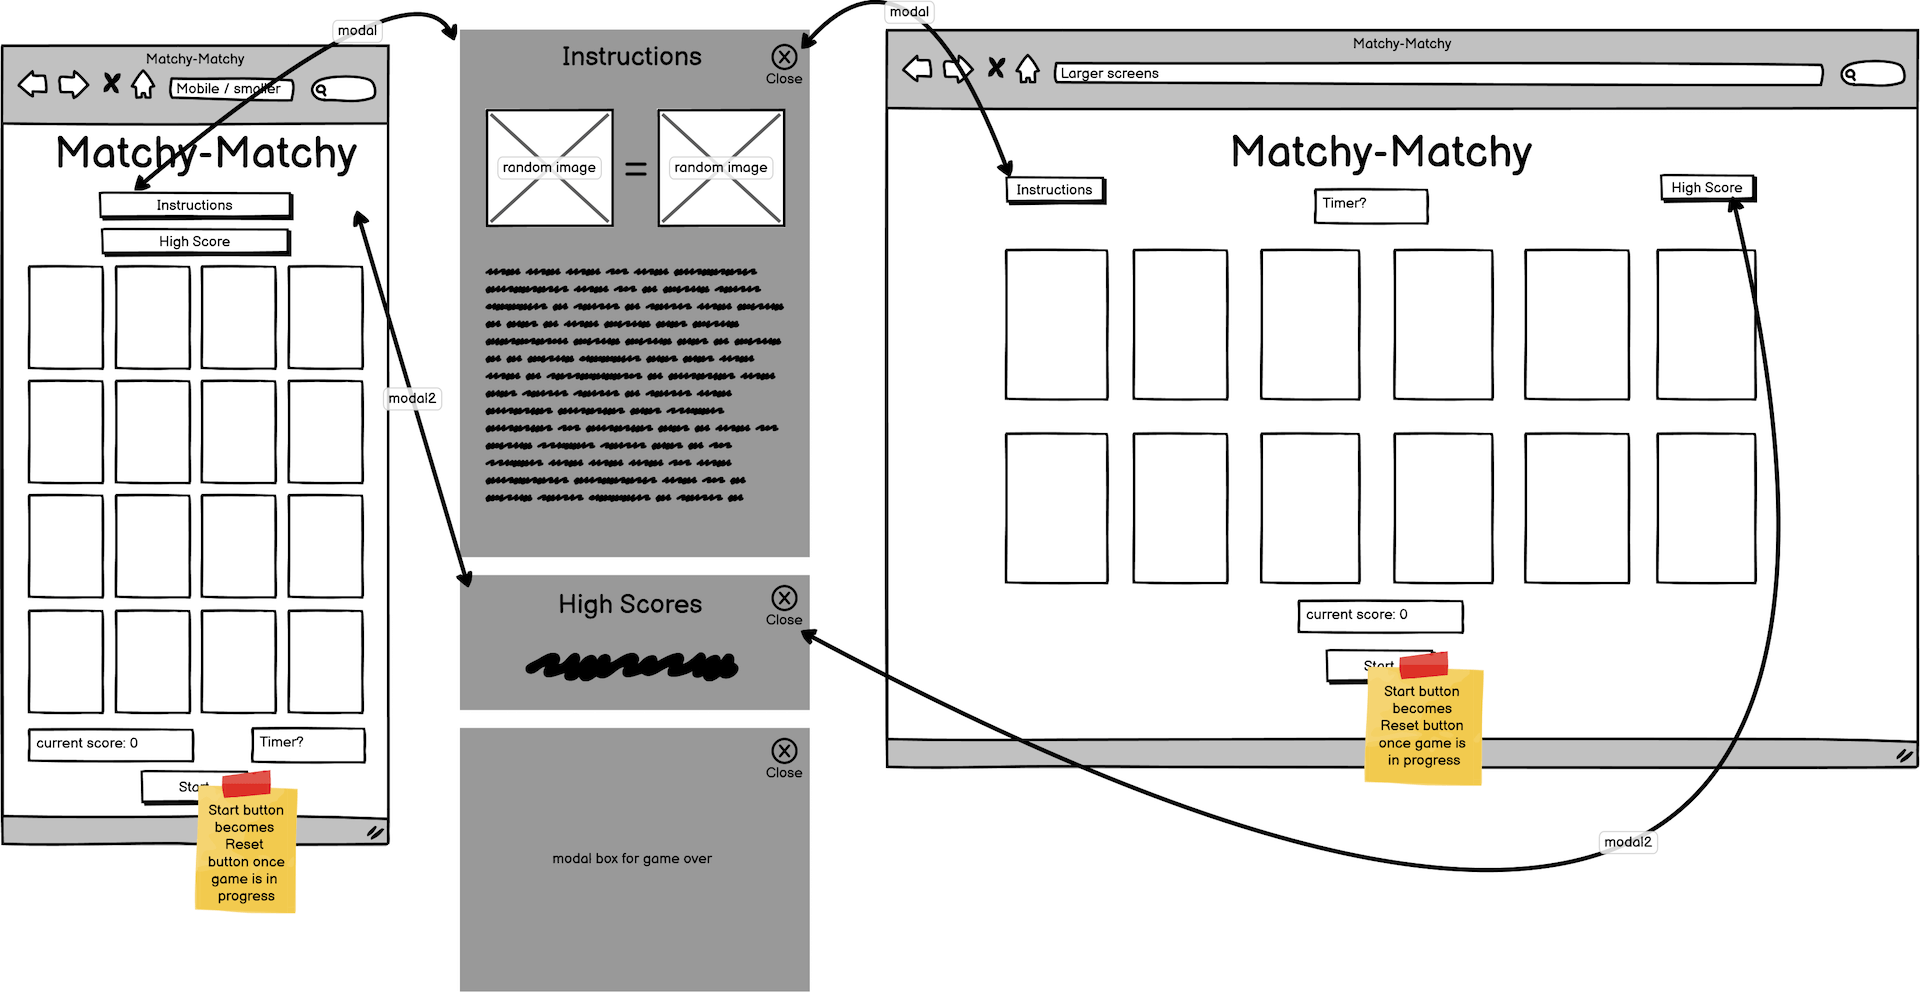 modal
Matchy-Matchy
Mobile / smaller
Matchy-Matchy
Instructions
High Score
current score: 0
Timer?
Start
Start button
becomes
Reset
button once
game is in
progress
modal2
Instructions
Close
random image
=
random image
High Scores
Close
Close
modal box for game over
modal
Matchy-Matchy
Larger screens
Matchy-Matchy
Instructions
Timer?
High Score
current score: 0
Start
Start button
becomes
Reset button
once game is
in progress
modal2